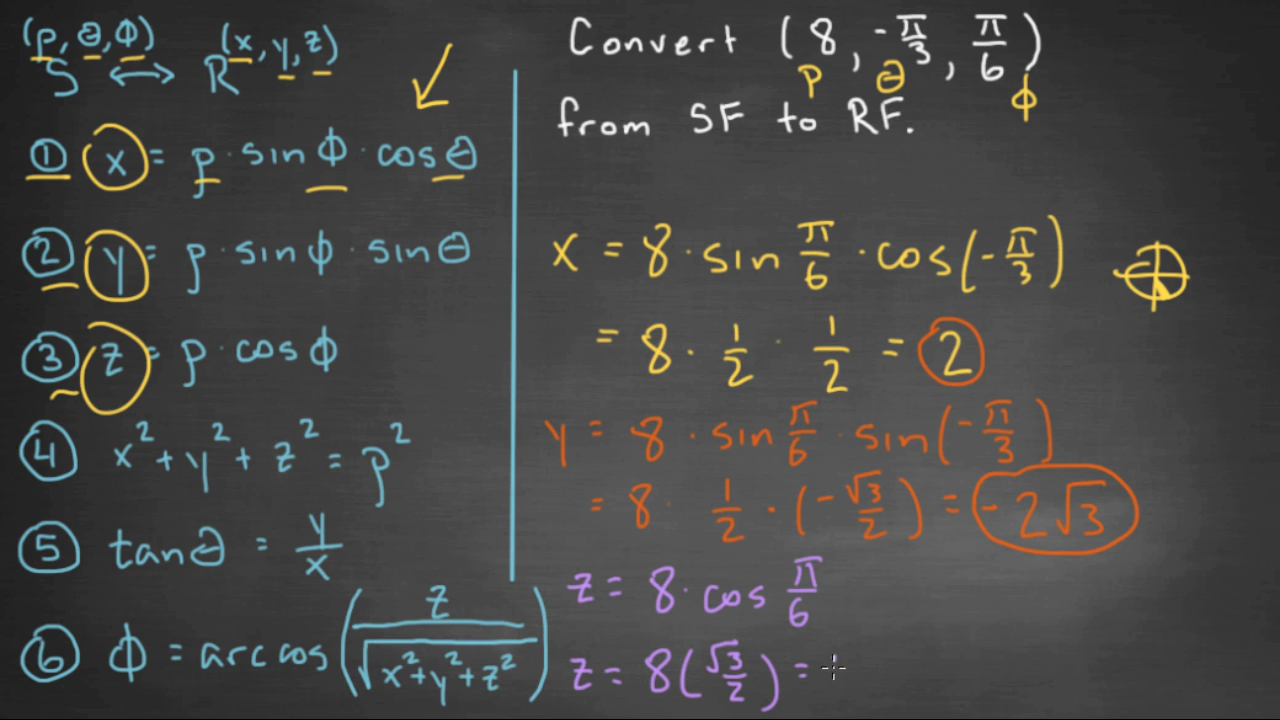 (ρ, θ, φ) (x, y, z)
S ↔ R
① x = ρ · sin φ · cos θ
② y = ρ · sin φ · sin θ
③ z = ρ · cos φ
④ x² + y² + z² = ρ²
⑤ tan θ = y/x
⑥ φ = arccos(z/√(x²+y²+z²))
Convert (8, -π/3, π/6)
ρ θ φ
from SF to RF.
x = 8 · sin π/6 · cos(-π/3)
= 8 · 1/2 · 1/2 = 2
y = 8 · sin π/6 · sin(-π/3)
= 8 · 1/2 · (-√3/2) = -2√3
z = 8 · cos π/6
z = 8(√3/2) =